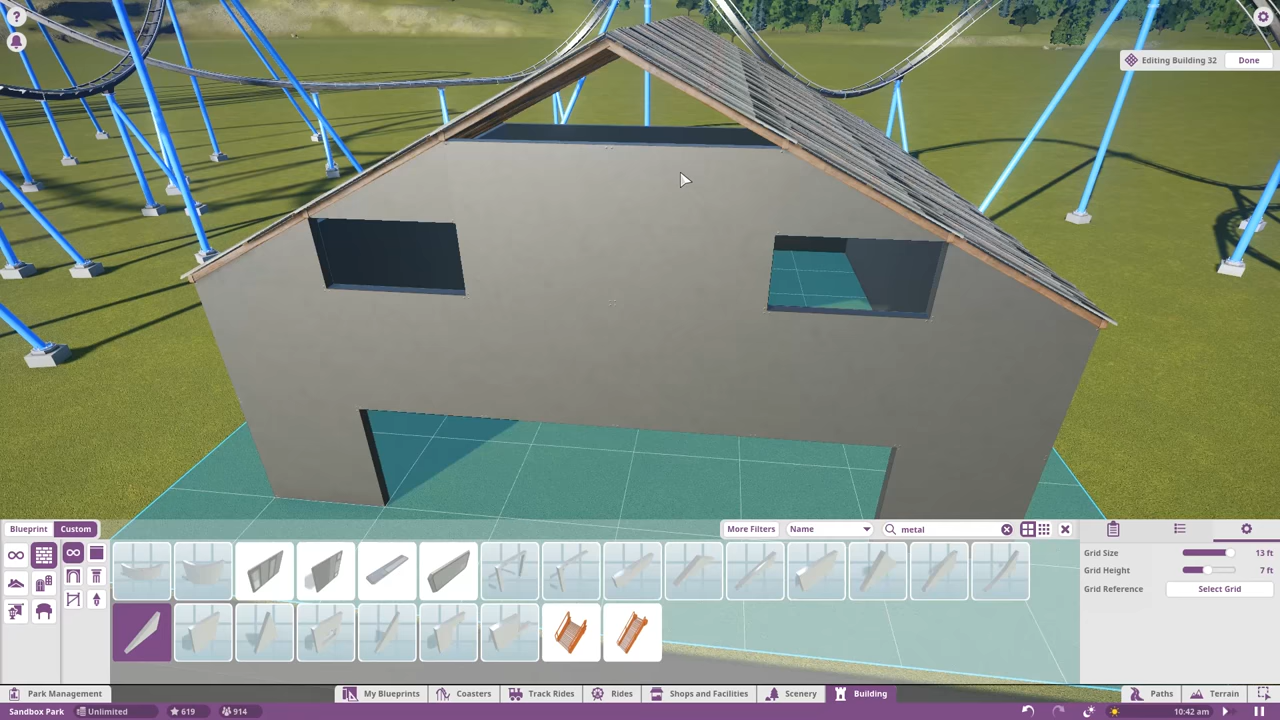 ?
Editing Building 32 Done
Blueprint Custom More Filters Name metal
Grid Size 13 ft
Grid Height 7 ft
Grid Reference Select Grid
Park Management My Blueprints Coasters Track Rides Rides Shops and Facilities Scenery Building Paths Terrain
Sandbox Park Unlimited 619 914 10:42 am